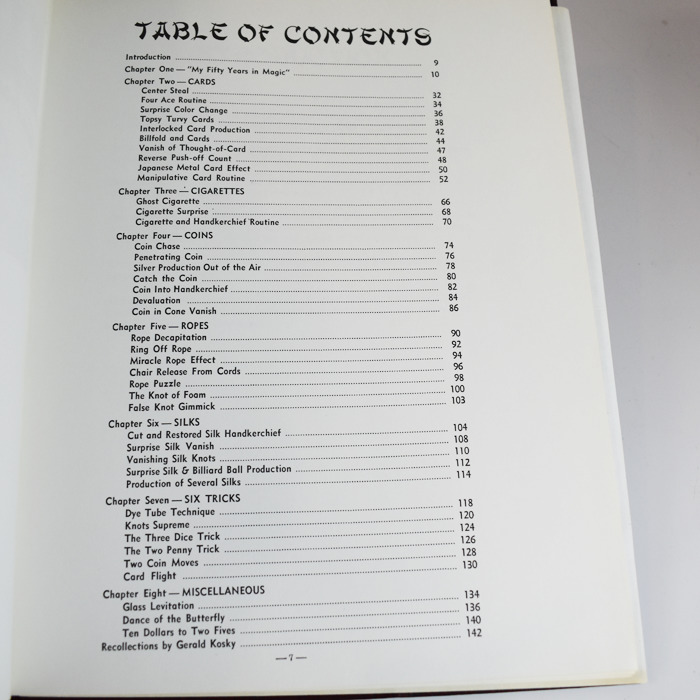 TABLE OF CONTENTS
Introduction 9
Chapter One — "My Fifty Years in Magic" 10
Chapter Two — CARDS
Center Steal 32
Four Ace Routine 34
Surprise Color Change 36
Topsy Turvy Cards 38
Interlocked Card Production 42
Billfold and Cards 44
Vanish of Thought-of-Card 47
Reverse Push-off Count 48
Japanese Metal Card Effect 50
Manipulative Card Routine 52
Chapter Three — CIGARETTES
Ghost Cigarette 66
Cigarette Surprise 68
Cigarette and Handkerchief Routine 70
Chapter Four — COINS
Coin Chase 74
Penetrating Coin 76
Silver Production Out of the Air 78
Catch the Coin 80
Coin Into Handkerchief 82
Devaluation 84
Coin in Cone Vanish 86
Chapter Five — ROPES
Rope Decapitation 90
Ring Off Rope 92
Miracle Rope Effect 94
Chair Release From Cords 96
Rope Puzzle 98
The Knot of Foam 100
False Knot Gimmick 103
Chapter Six — SILKS
Cut and Restored Silk Handkerchief 104
Surprise Silk Vanish 108
Vanishing Silk Knots 110
Surprise Silk & Billiard Ball Production 112
Production of Several Silks 114
Chapter Seven — SIX TRICKS
Dye Tube Technique 118
Knots Supreme 120
The Three Dice Trick 124
The Two Penny Trick 126
Two Coin Moves 128
Card Flight 130
Chapter Eight — MISCELLANEOUS
Glass Levitation 134
Dance of the Butterfly 136
Ten Dollars to Two Fives 140
Recollections by Gerald Kosky 142
— 7 —